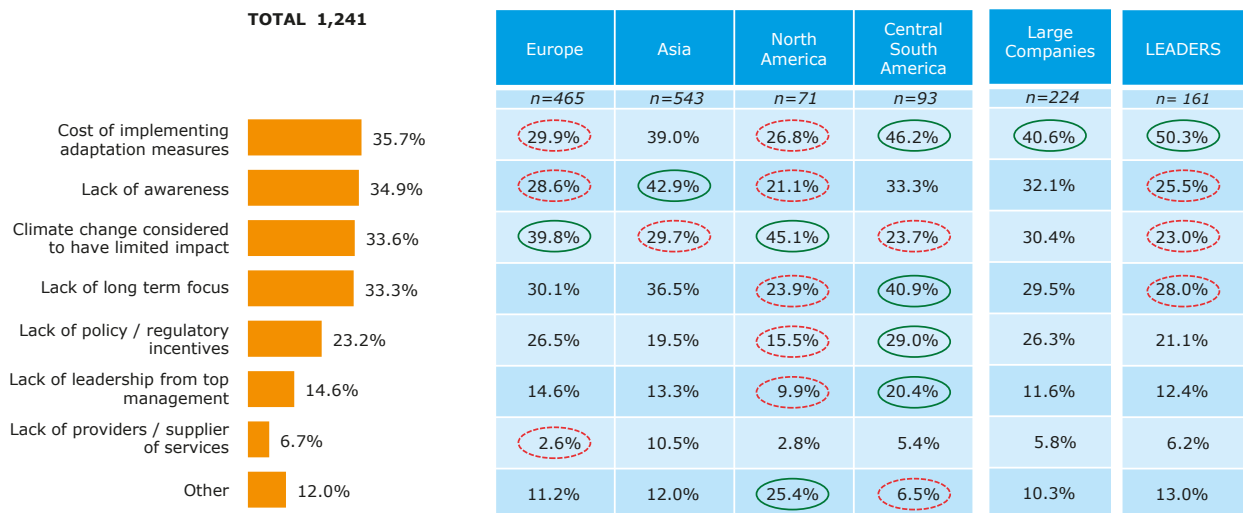 TOTAL 1,241
Europe
Asia
North
America
Central
South
America
Large
Companies
LEADERS
n=465 n=543 n=71 n=93 n=224 n= 161
Cost of implementing
adaptation measures
35.7% 29.9% 39.0% 26.8% 46.2% 40.6% 50.3%
Lack of awareness 34.9% 28.6% 42.9% 21.1% 33.3% 32.1% 25.5%
Climate change considered
to have limited impact
33.6% 39.8% 29.7% 45.1% 23.7% 30.4% 23.0%
Lack of long term focus 33.3% 30.1% 36.5% 23.9% 40.9% 29.5% 28.0%
Lack of policy / regulatory
incentives
23.2% 26.5% 19.5% 15.5% 29.0% 26.3% 21.1%
Lack of leadership from top
management
14.6% 14.6% 13.3% 9.9% 20.4% 11.6% 12.4%
Lack of providers / supplier
of services
6.7% 2.6% 10.5% 2.8% 5.4% 5.8% 6.2%
Other 12.0% 11.2% 12.0% 25.4% 6.5% 10.3% 13.0%